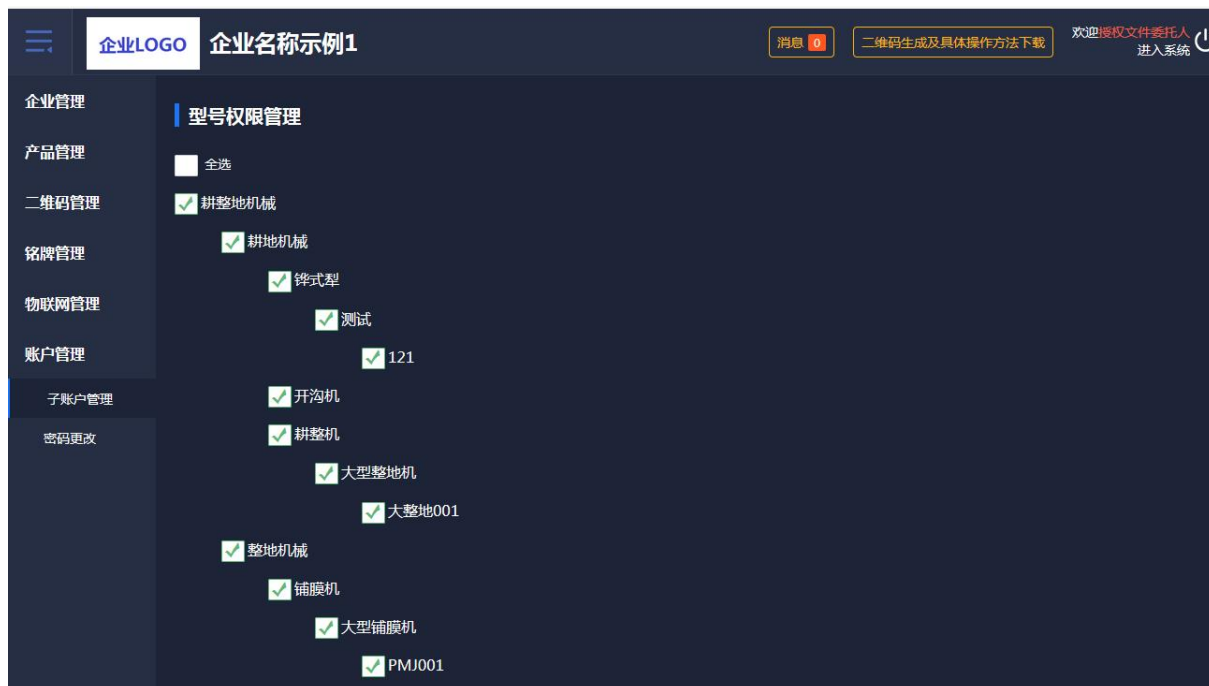 企业LOGO 企业名称示例1 消息 0 二维码生成及具体操作方法下载 欢迎授权文件委托人
进入系统
企业管理
产品管理
二维码管理
铭牌管理
物联网管理
账户管理
子账户管理
密码更改
型号权限管理
全选
耕整地机械
耕地机械
铧式犁
测试
121
开沟机
耕整机
大型整地机
大整地001
整地机械
铺膜机
大型铺膜机
PMJ001